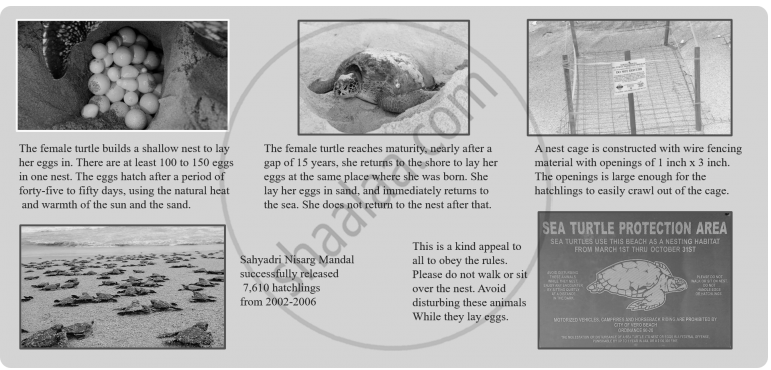 The female turtle builds a shallow nest to lay
her eggs in. There are at least 100 to 150 eggs
in one nest. The eggs hatch after a period of
forty-five to fifty days, using the natural heat
and warmth of the sun and the sand.
The female turtle reaches maturity, nearly after a
gap of 15 years, she returns to the shore to lay her
eggs at the same place where she was born. She
lay her eggs in sand, and immediately returns to
the sea. She does not return to the nest after that.
A nest cage is constructed with wire fencing
material with openings of 1 inch x 3 inch.
The openings is large enough for the
hatchlings to easily crawl out of the cage.
Sahyadri Nisarg Mandal
successfully released
7,610 hatchlings
from 2002-2006
This is a kind appeal to
all to obey the rules.
Please do not walk or sit
over the nest. Avoid
disturbing these animals
While they lay eggs.
SEA TURTLE PROTECTION AREA
SEA TURTLES USE THIS BEACH AS A NESTING HABITAT
FROM MARCH 1ST THRU OCTOBER 31ST
MOTORIZED VEHICLES, CAMPFIRES AND HORSEBACK RIDING ARE PROHIBITED BY
CITY OF VERO BEACH
shaalaa.com